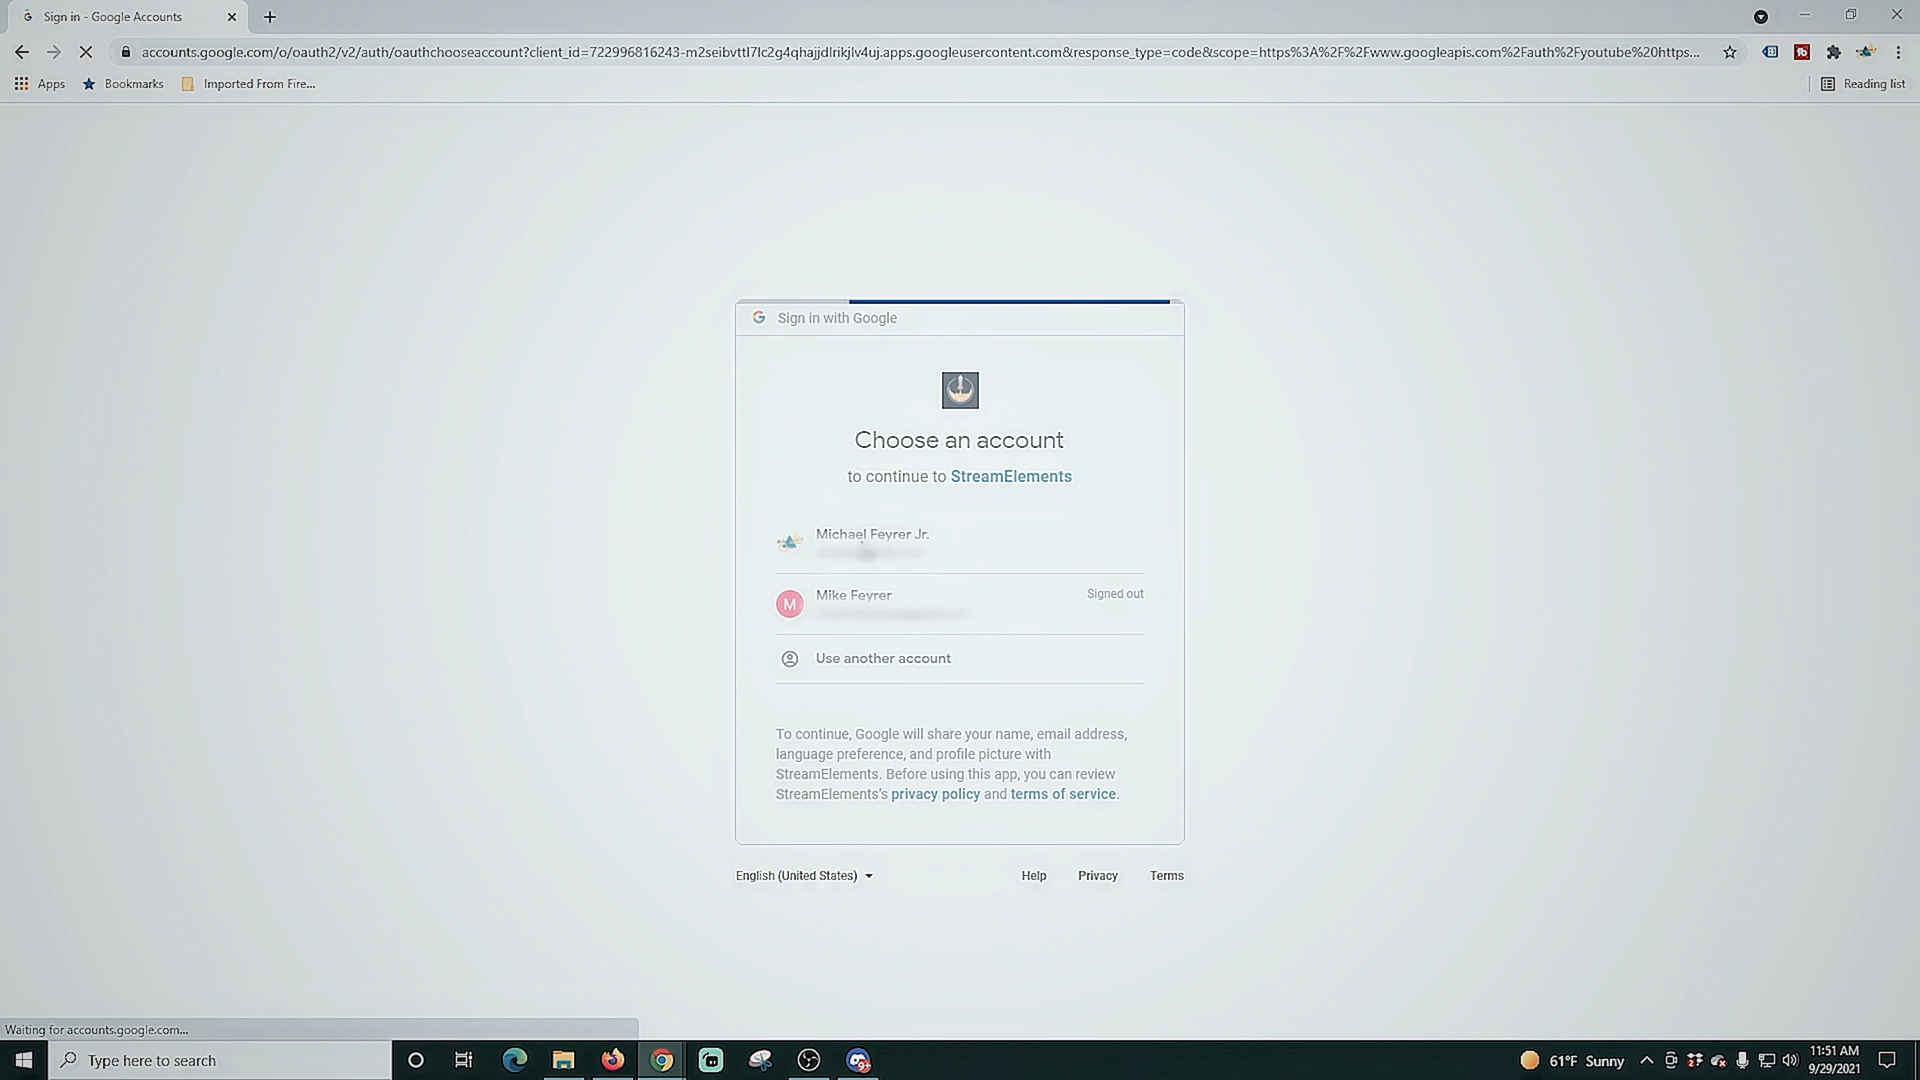 Sign in - Google Accounts
accounts.google.com/o/oauth2/v2/auth/oauthchooseaccount?client_id=722996816243-m2seibvttl7lc2g4qhajjdlrikjlv4uj.apps.googleusercontent.com&response_type=code&scope=https%3A%2F%2Fwww.googleapis.com%2Fauth%2Fyoutube%20https...
Apps
Bookmarks
Imported From Fire...
Reading list
Sign in with Google
Choose an account
to continue to StreamElements
Michael Feyrer Jr.
M
Mike Feyrer
Signed out
Use another account
To continue, Google will share your name, email address,
language preference, and profile picture with
StreamElements. Before using this app, you can review
StreamElements's privacy policy and terms of service.
English (United States)
Help
Privacy
Terms
Waiting for accounts.google.com...
Type here to search
61°F Sunny
11:51 AM
9/29/2021